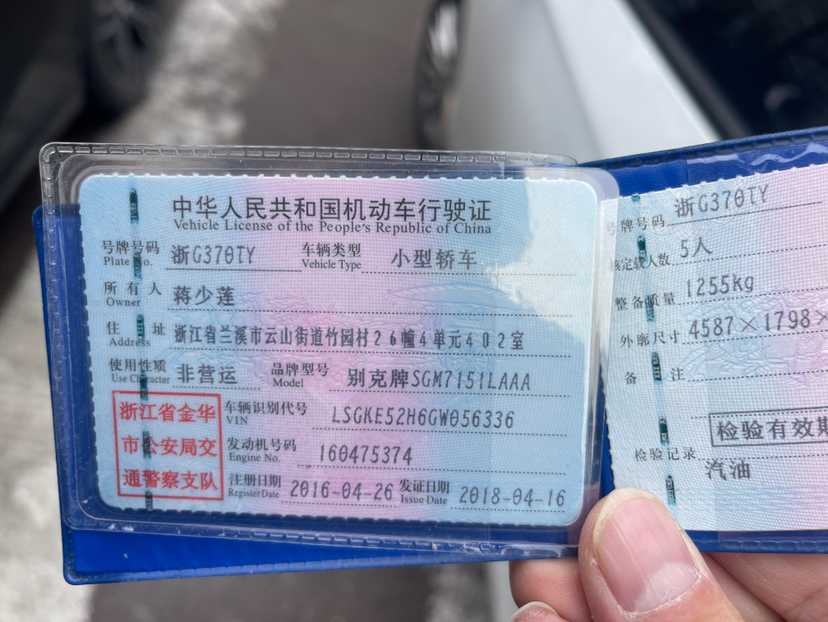 中华人民共和国机动车行驶证
Vehicle License of the People's Republic of China
号牌号码 浙G370TY 车辆类型 小型轿车
Plate No. Vehicle Type
所有人 蒋少莲
Owner
住址 浙江省兰溪市云山街道竹园村26幢4单元402室
Address
使用性质 非营运 品牌型号 别克牌SGM7151LAAA
Use Character Model
浙江省金华
市公安局交
通警察支队
车辆识别代号 LSGKE52H6GW056336
VIN
发动机号码 160475374
Engine No.
注册日期 2016-04-26 发证日期 2018-04-16
Register Date Issue Date
号牌号码 浙G370TY
核定载人数 5人
整备质量 1255kg
外廓尺寸 4587×1798×
备注
检验有效期
检验记录
汽油